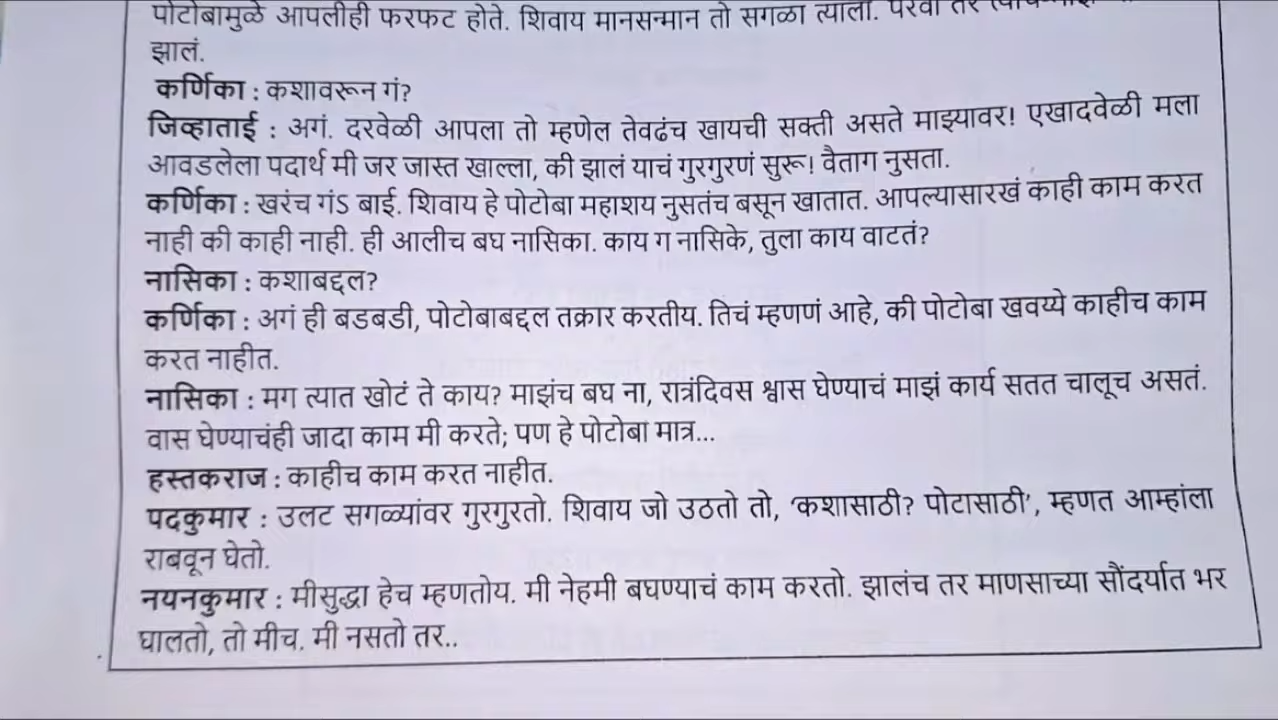 पोटोबामुळे आपलीही फरफट होते. शिवाय मानसन्मान तो सगळा त्याला. परवा तर
झालं.
कर्णिका : कशावरून गं?
जिव्हाताई : अगं. दरवेळी आपला तो म्हणेल तेवढंच खायची सक्ती असते माझ्यावर! एखादवेळी मला
आवडलेला पदार्थ मी जर जास्त खाल्ला, की झालं याचं गुरगुरणं सुरू! वैताग नुसता.
कर्णिका : खरंच गंऽ बाई. शिवाय हे पोटोबा महाशय नुसतंच बसून खातात. आपल्यासारखं काही काम करत
नाही की काही नाही. ही आलीच बघ नासिका. काय ग नासिके, तुला काय वाटतं?
नासिका : कशाबद्दल?
कर्णिका : अगं ही बडबडी, पोटोबाबद्दल तक्रार करतीय. तिचं म्हणणं आहे, की पोटोबा खवय्ये काहीच काम
करत नाहीत.
नासिका : मग त्यात खोटं ते काय? माझंच बघ ना, रात्रंदिवस श्वास घेण्याचं माझं कार्य सतत चालूच असतं.
वास घेण्याचंही जादा काम मी करते; पण हे पोटोबा मात्र...
हस्तकराज : काहीच काम करत नाहीत.
पदकुमार : उलट सगळ्यांवर गुरगुरतो. शिवाय जो उठतो तो, ‘कशासाठी? पोटासाठी’, म्हणत आम्हांला
राबवून घेतो.
नयनकुमार : मीसुद्धा हेच म्हणतोय. मी नेहमी बघण्याचं काम करतो. झालंच तर माणसाच्या सौंदर्यात भर
घालतो, तो मीच. मी नसतो तर..